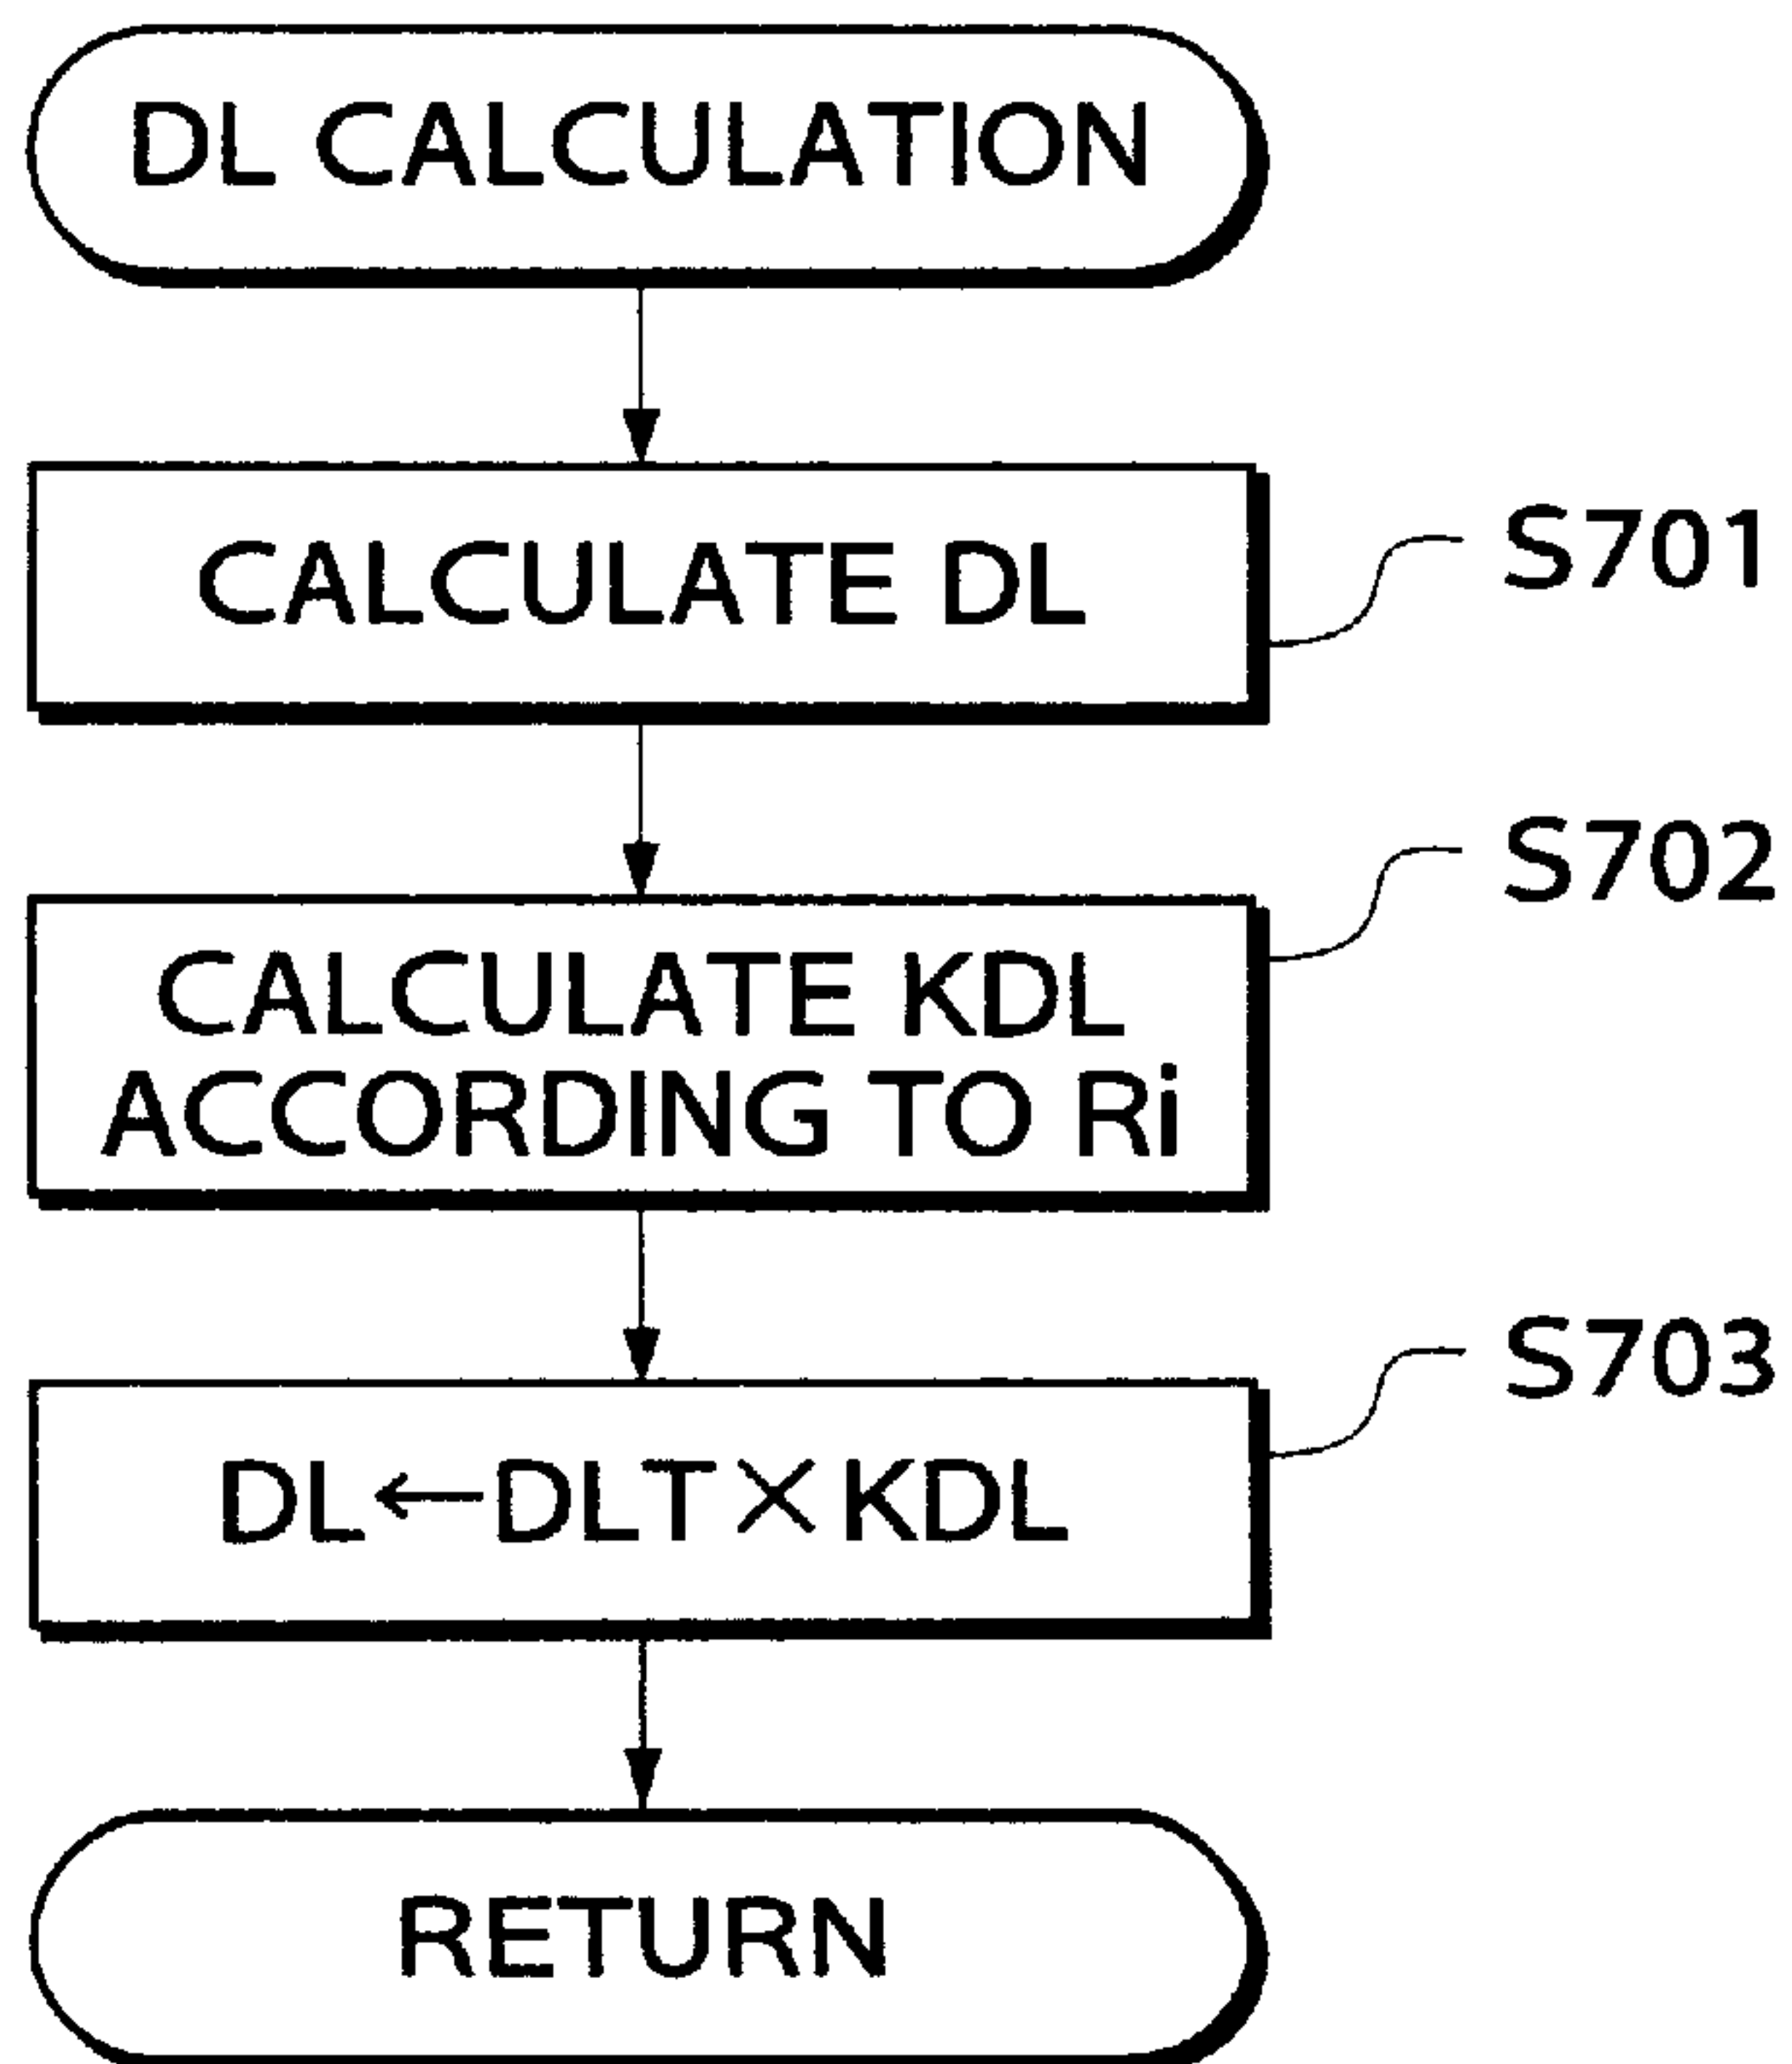 DL CALCULATION
CALCULATE DL
S701
S702
CALCULATE KDL
ACCORDING TO Ri
S703
DL←DLT×KDL
RETURN